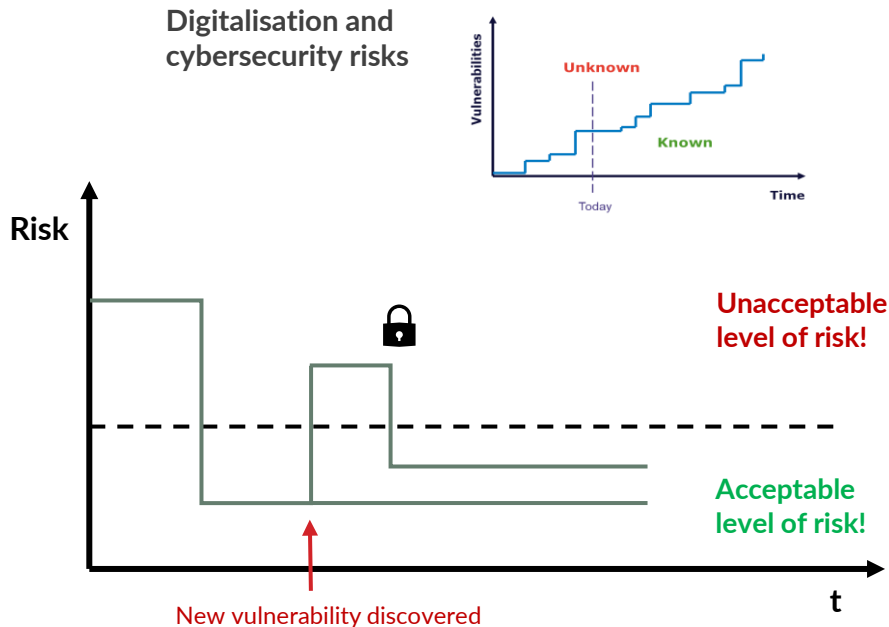 Digitalisation and
cybersecurity risks
Vulnerabilities
Unknown
Known
Time
Today
Risk
Unacceptable
level of risk!
Acceptable
level of risk!
t
New vulnerability discovered